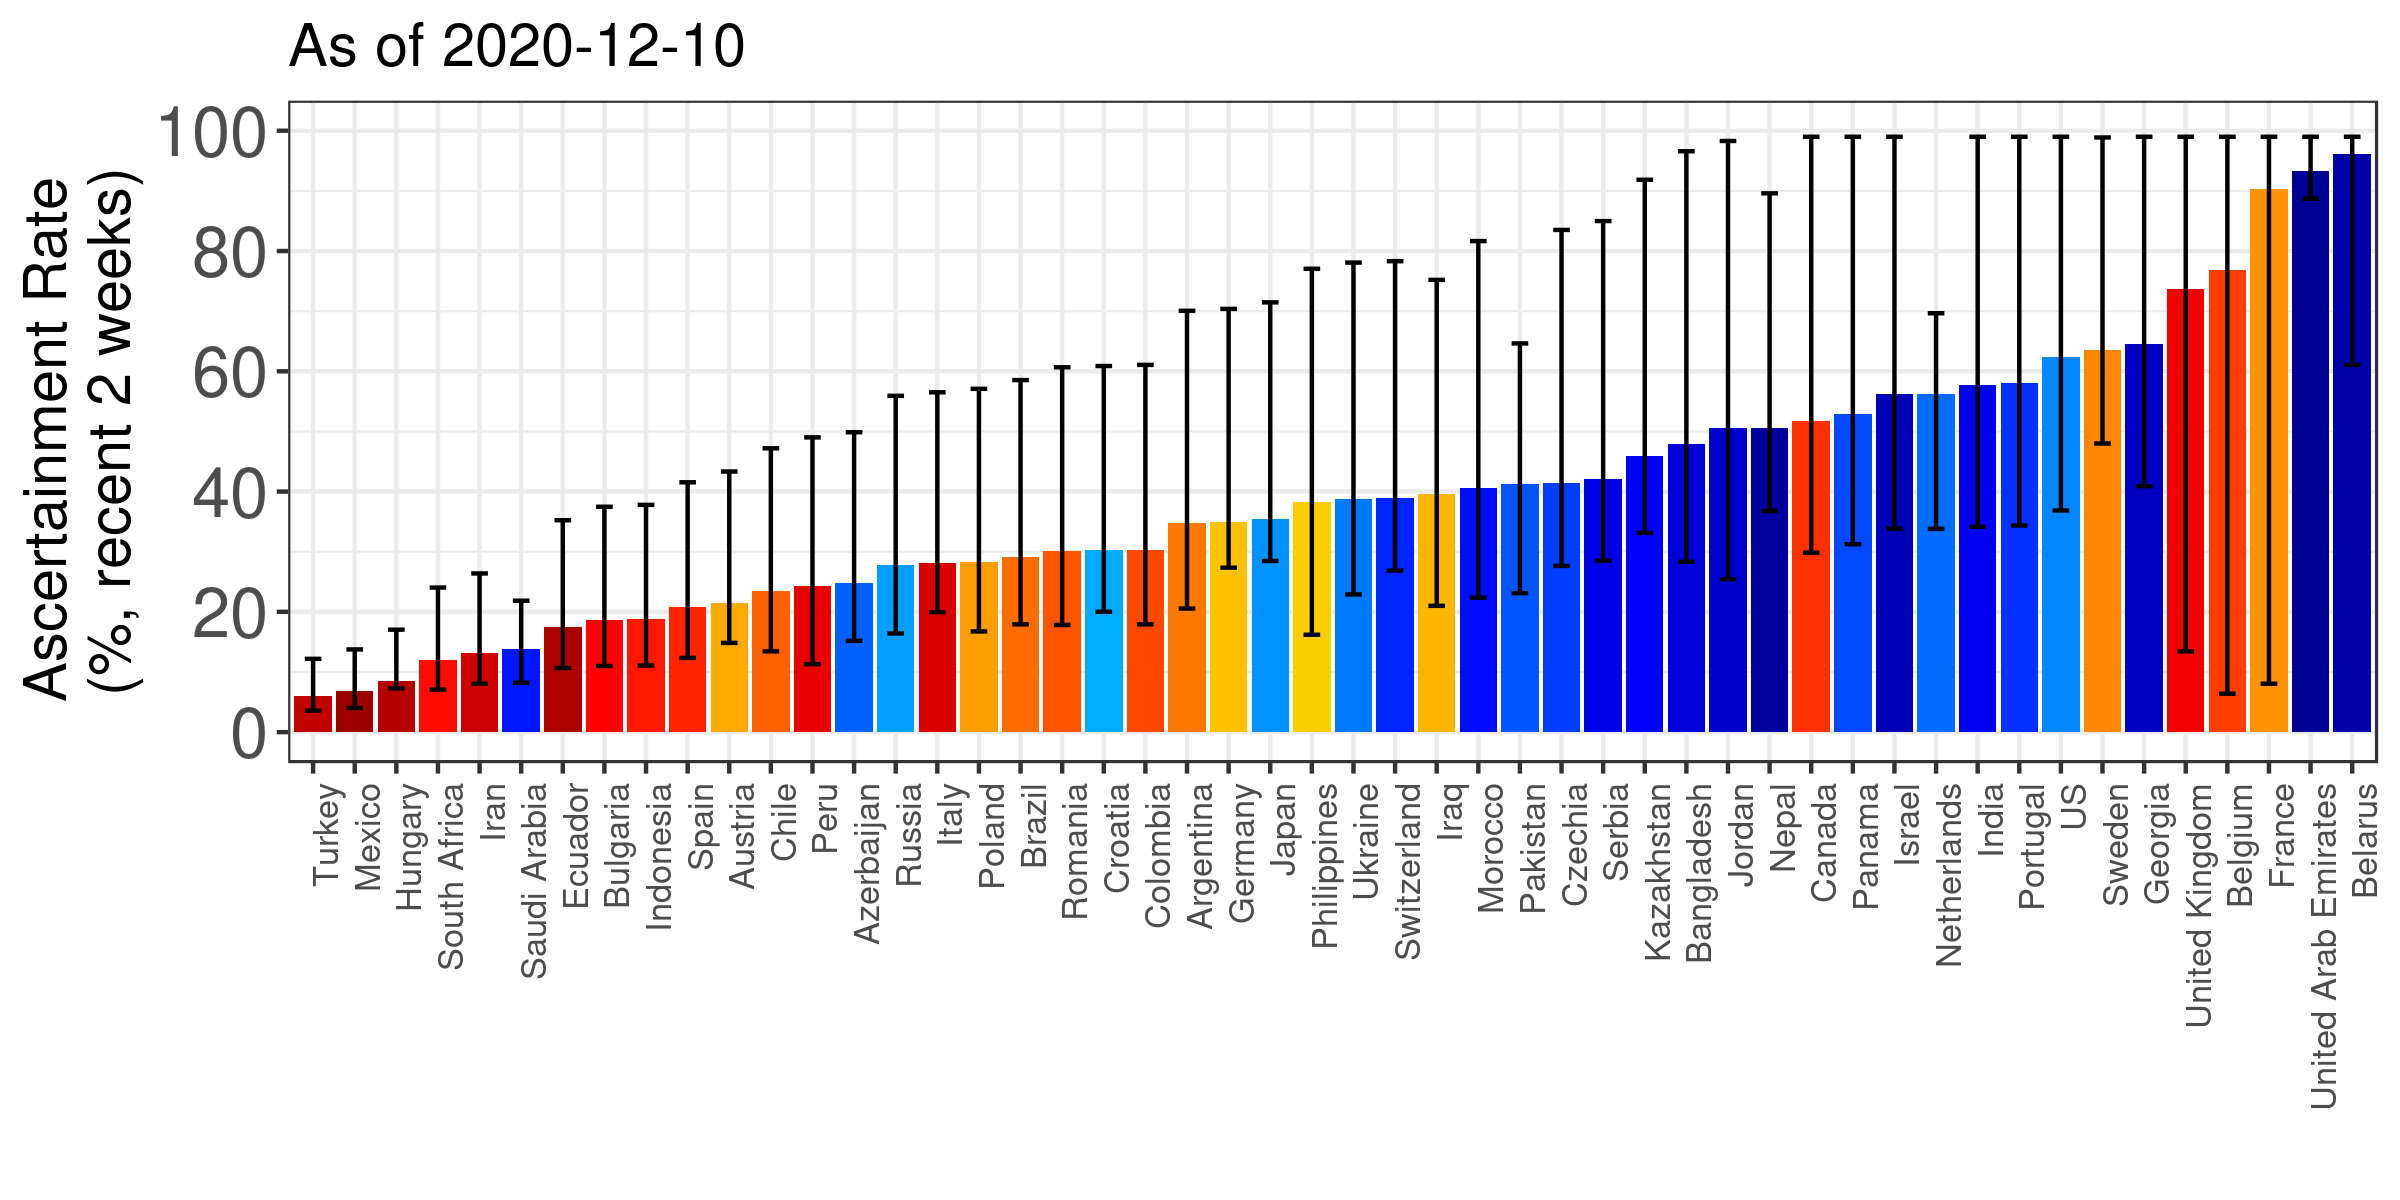 As of 2020-12-10
Ascertainment Rate
(%, recent 2 weeks)
100
80
60
40
20
0
Turkey
Mexico
Hungary
South Africa
Iran
Saudi Arabia
Ecuador
Bulgaria
Indonesia
Spain
Austria
Chile
Peru
Azerbaijan
Russia
Italy
Poland
Brazil
Romania
Croatia
Colombia
Argentina
Germany
Japan
Philippines
Ukraine
Switzerland
Iraq
Morocco
Pakistan
Czechia
Serbia
Kazakhstan
Bangladesh
Jordan
Nepal
Canada
Panama
Israel
Netherlands
India
Portugal
US
Sweden
Georgia
United Kingdom
Belgium
France
United Arab Emirates
Belarus